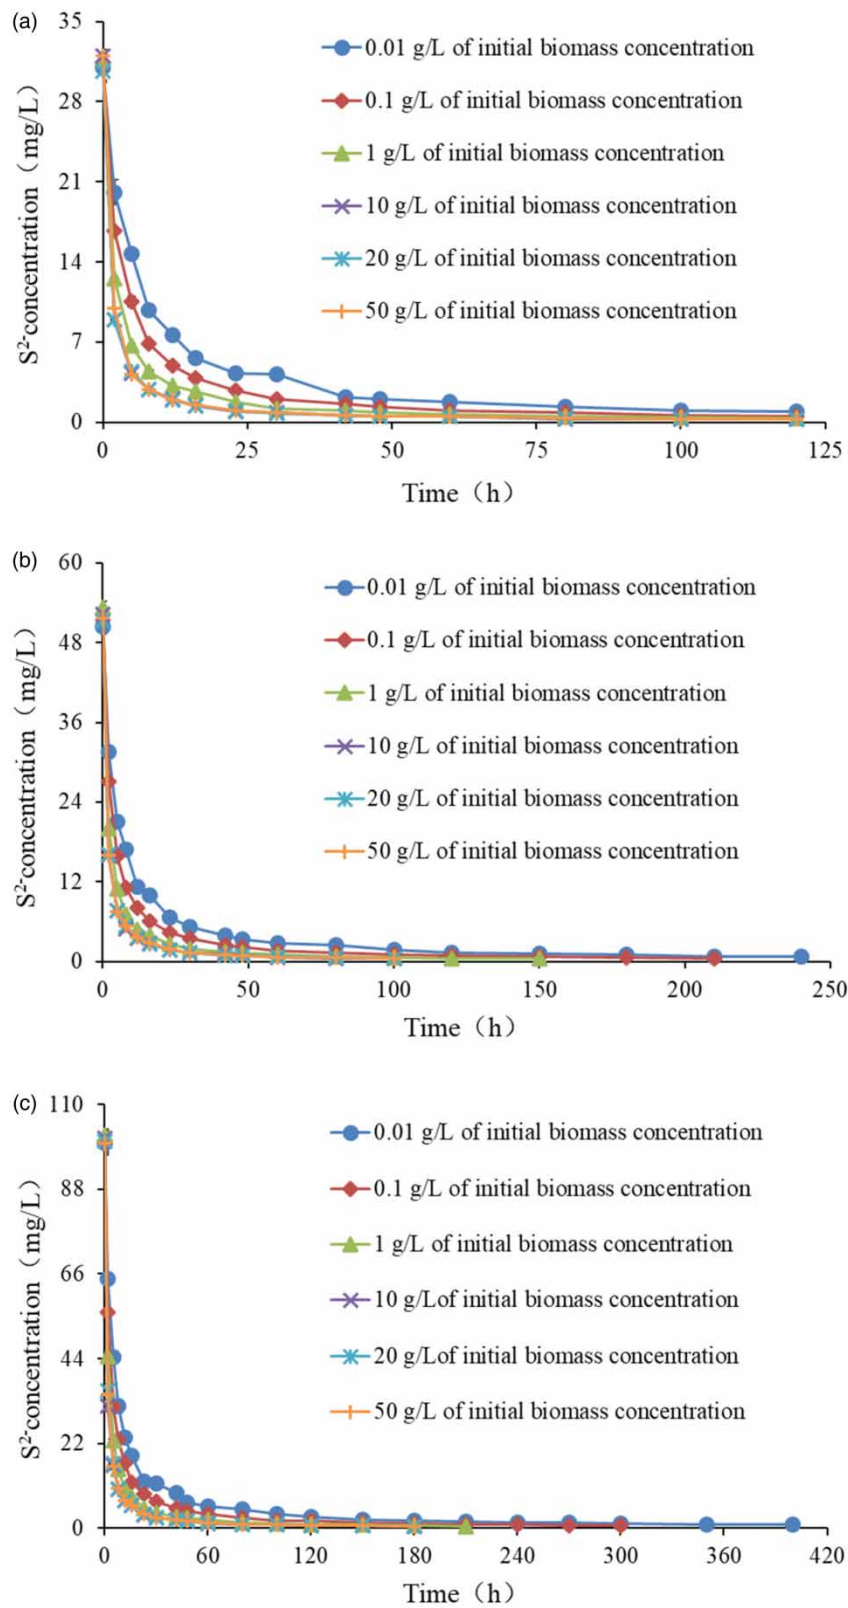 (a)
35
28
21
14
7
0
S2-concentration（mg/L）
0.01 g/L of initial biomass concentration
0.1 g/L of initial biomass concentration
1 g/L of initial biomass concentration
10 g/L of initial biomass concentration
20 g/L of initial biomass concentration
50 g/L of initial biomass concentration
0 25 50 75 100 125
Time（h）
(b)
60
48
36
24
12
0
S2-concentration（mg/L）
0.01 g/L of initial biomass concentration
0.1 g/L of initial biomass concentration
1 g/L of initial biomass concentration
10 g/L of initial biomass concentration
20 g/L of initial biomass concentration
50 g/L of initial biomass concentration
0 50 100 150 200 250
Time（h）
(c)
110
88
66
44
22
0
S2-concentration（mg/L）
0.01 g/L of initial biomass concentration
0.1 g/L of initial biomass concentration
1 g/L of initial biomass concentration
10 g/Lof initial biomass concentration
20 g/Lof initial biomass concentration
50 g/L of initial biomass concentration
0 60 120 180 240 300 360 420
Time（h）